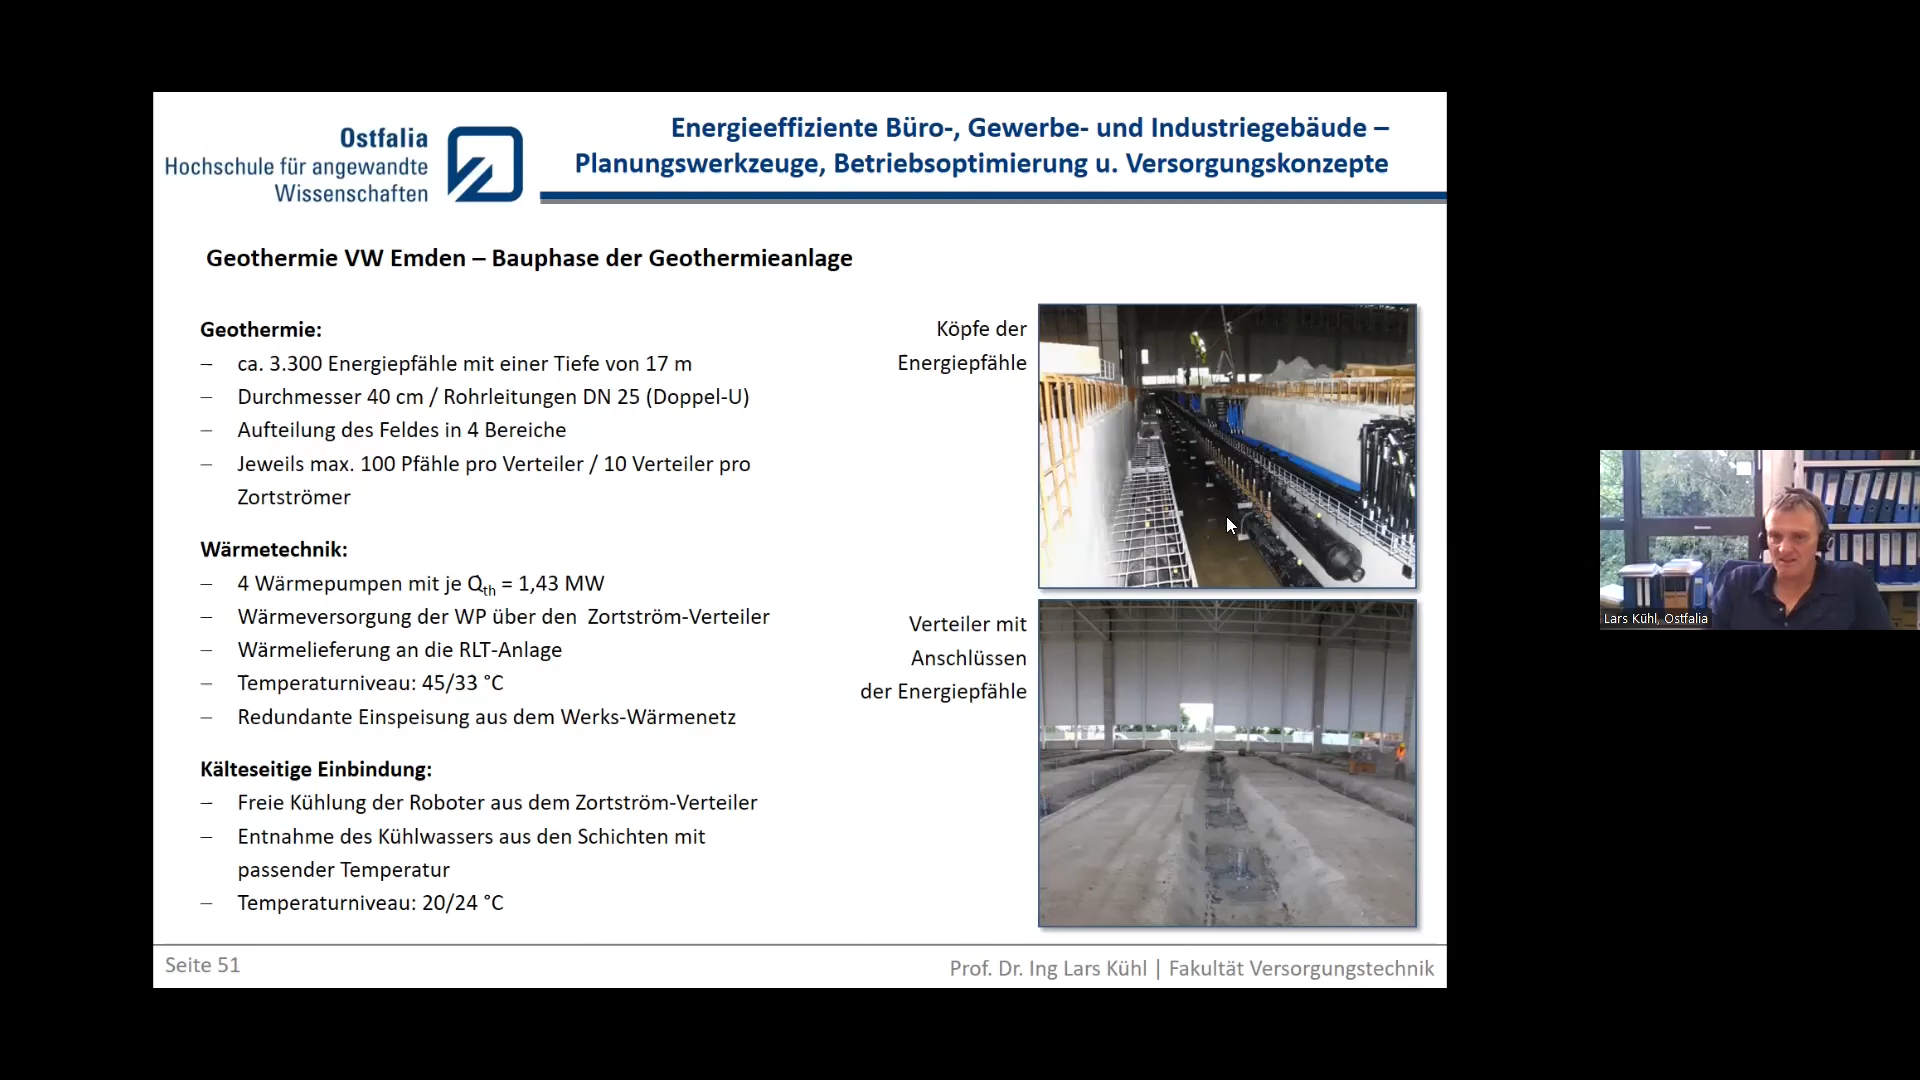 Ostfalia
Hochschule für angewandte
Wissenschaften
Energieeffiziente Büro-, Gewerbe- und Industriegebäude –
Planungswerkzeuge, Betriebsoptimierung u. Versorgungskonzepte
Geothermie VW Emden – Bauphase der Geothermieanlage
Geothermie:
– ca. 3.300 Energiepfähle mit einer Tiefe von 17 m
– Durchmesser 40 cm / Rohrleitungen DN 25 (Doppel-U)
– Aufteilung des Feldes in 4 Bereiche
– Jeweils max. 100 Pfähle pro Verteiler / 10 Verteiler pro
Zortströmer
Wärmetechnik:
– 4 Wärmepumpen mit je Qth = 1,43 MW
– Wärmeversorgung der WP über den Zortström-Verteiler
– Wärmelieferung an die RLT-Anlage
– Temperaturniveau: 45/33 °C
– Redundante Einspeisung aus dem Werks-Wärmenetz
Kälteseitige Einbindung:
– Freie Kühlung der Roboter aus dem Zortström-Verteiler
– Entnahme des Kühlwassers aus den Schichten mit
passender Temperatur
– Temperaturniveau: 20/24 °C
Köpfe der
Energiepfähle
Verteiler mit
Anschlüssen
der Energiepfähle
Seite 51
Prof. Dr. Ing Lars Kühl | Fakultät Versorgungstechnik
Lars Kühl, Ostfalia